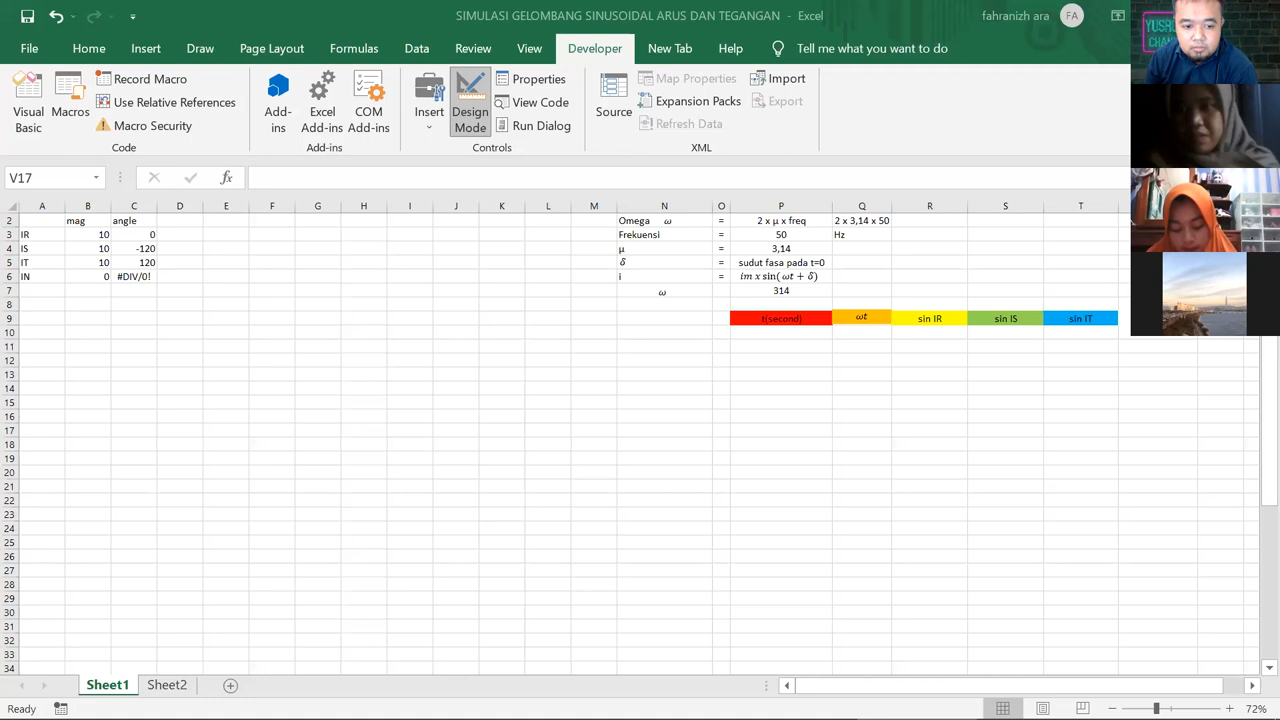 SIMULASI GELOMBANG SINUSOIDAL ARUS DAN TEGANGAN - Excel
fahranizh ara FA
File Home Insert Draw Page Layout Formulas Data Review View Developer New Tab Help Tell me what you want to do
Visual Basic
Macros
Record Macro
Use Relative References
Macro Security
Code
Add-ins
Excel Add-ins
COM Add-ins
Add-ins
Insert
Design Mode
Properties
View Code
Run Dialog
Controls
Source
Map Properties
Expansion Packs
Refresh Data
Import
Export
XML
V17 fx
A B C D E F G H I J K L M N O P Q R S T
2 mag angle Omega ω = 2 x µ x freq 2 x 3,14 x 50
3 IR 10 0 Frekuensi = 50 Hz
4 IS 10 -120 µ = 3,14
5 IT 10 120 δ = sudut fasa pada t=0
6 IN 0 #DIV/0! i = im x sin( ωt + δ)
7 ω 314
8
9 t(second) ωt sin IR sin IS sin IT
10
11
12
13
14
15
16
17
18
19
20
21
22
23
24
25
26
27
28
29
30
31
32
33
34
Sheet1 Sheet2
Ready 72%